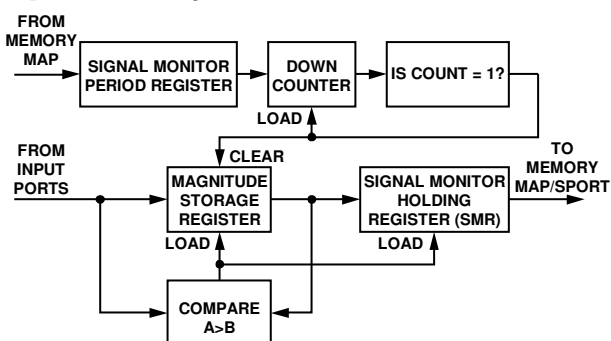 FROM
MEMORY
MAP
SIGNAL MONITOR
PERIOD REGISTER
DOWN
COUNTER
IS COUNT = 1?
LOAD
CLEAR
FROM
INPUT
PORTS
MAGNITUDE
STORAGE
REGISTER
SIGNAL MONITOR
HOLDING
REGISTER (SMR)
TO
MEMORY
MAP/SPORT
LOAD
LOAD
COMPARE
A>B